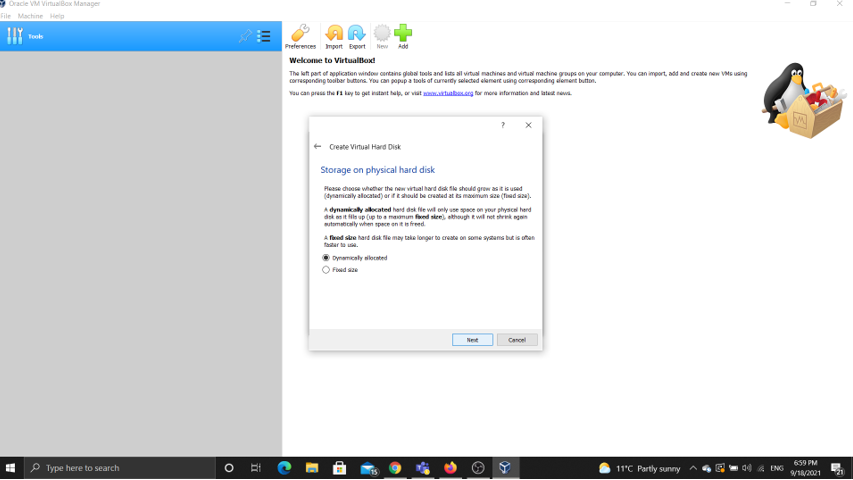 Oracle VM VirtualBox Manager
File Machine Help
Tools
Preferences Import Export New Add
Welcome to VirtualBox!
The left part of application window contains global tools and lists all virtual machines and virtual machine groups on your computer. You can import, add and create new VMs using
corresponding toolbar buttons. You can popup a tools of currently selected element using corresponding element button.
You can press the F1 key to get instant help, or visit www.virtualbox.org for more information and latest news.
?
Create Virtual Hard Disk
Storage on physical hard disk
Please choose whether the new virtual hard disk file should grow as it is used
(dynamically allocated) or if it should be created at its maximum size (fixed size).
A dynamically allocated hard disk file will only use space on your physical hard
disk as it fills up (up to a maximum fixed size), although it will not shrink again
automatically when space on it is freed.
A fixed size hard disk file may take longer to create on some systems but is often
faster to use.
Dynamically allocated
Fixed size
Next Cancel
Type here to search
15
11°C Partly sunny
ENG
6:59 PM
9/18/2021
21